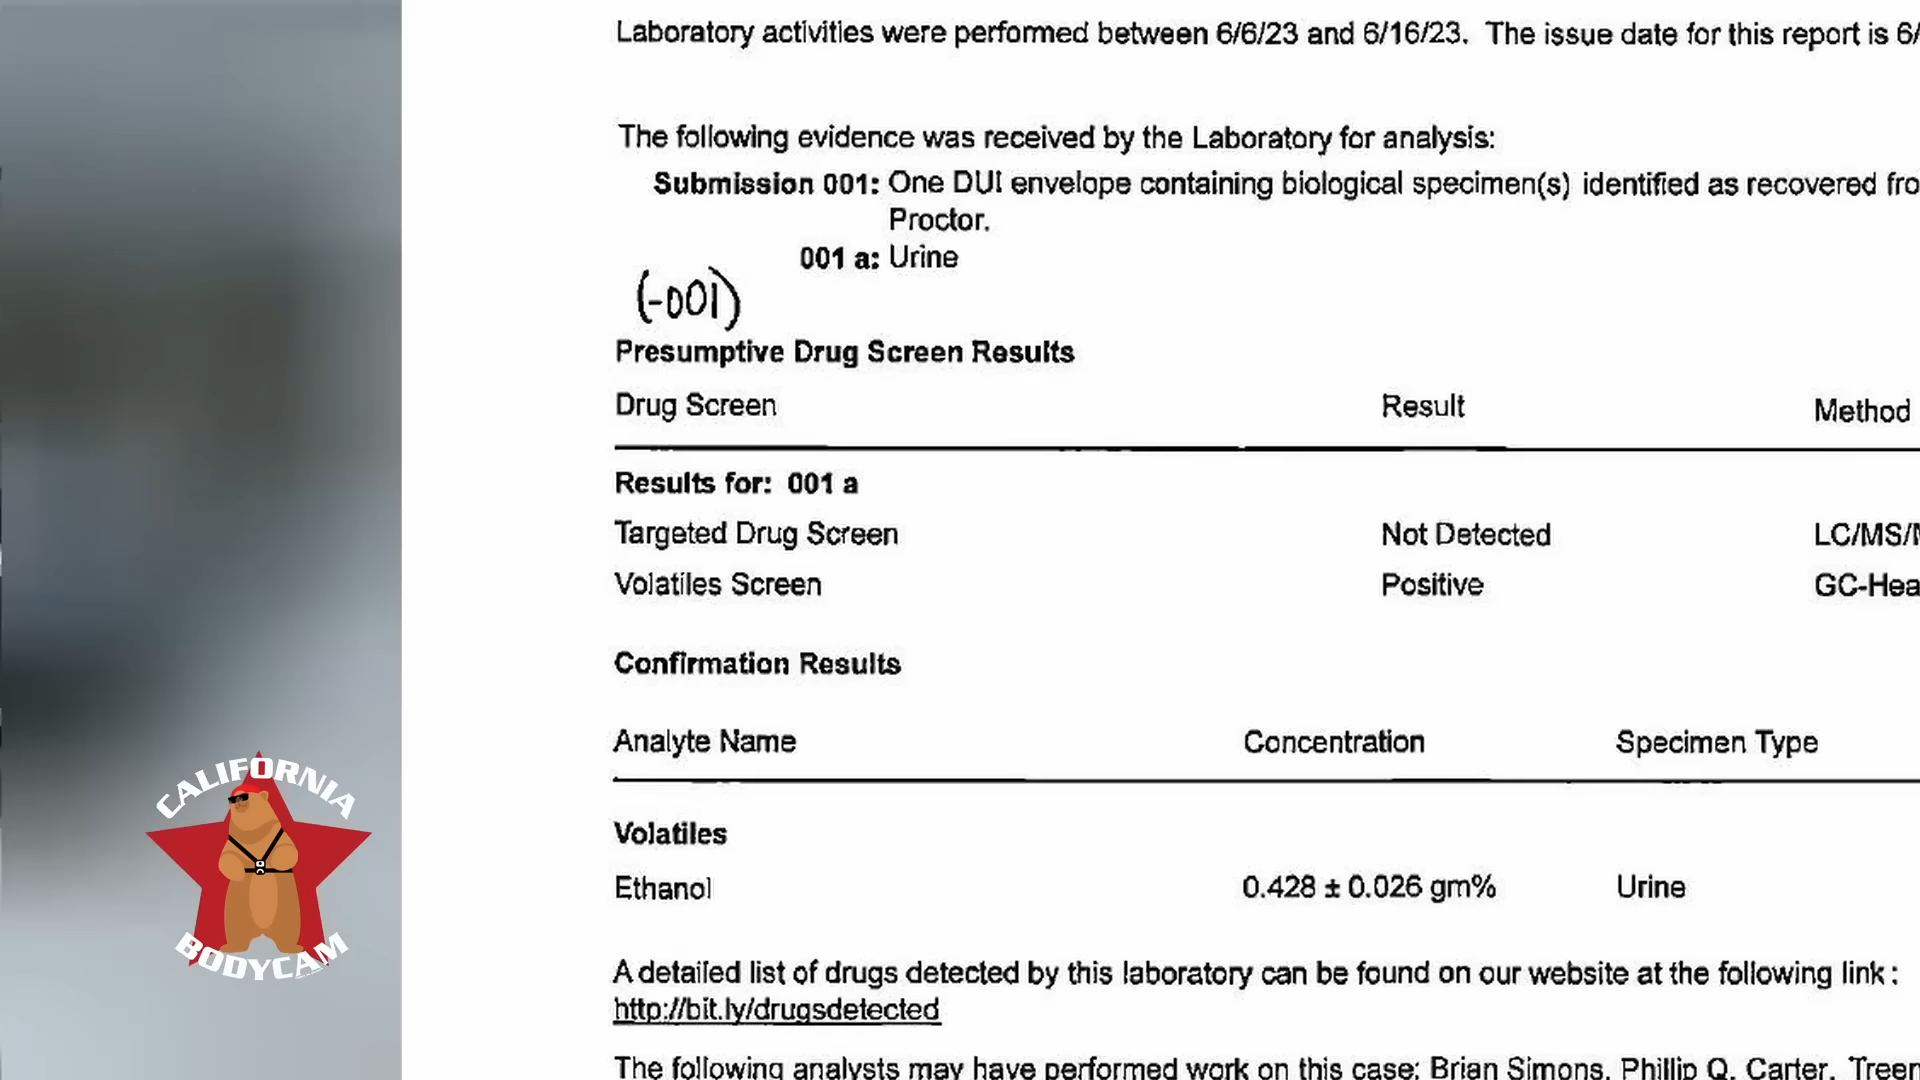 Laboratory activities were performed between 6/6/23 and 6/16/23. The issue date for this report is 6/
The following evidence was received by the Laboratory for analysis:
Submission 001: One DUI envelope containing biological specimen(s) identified as recovered fro
Proctor.
001 a: Urine
(-001)
Presumptive Drug Screen Results
Drug Screen Result Method
Results for: 001 a
Targeted Drug Screen Not Detected LC/MS/
Volatiles Screen Positive GC-Hea
Confirmation Results
Analyte Name Concentration Specimen Type
Volatiles
Ethanol 0.428 ± 0.026 gm% Urine
A detailed list of drugs detected by this laboratory can be found on our website at the following link:
http://bit.ly/drugsdetected
The following analysts may have performed work on this case: Brian Simons, Phillip Q. Carter, Treen
CALIFORNIA
BODYCAM